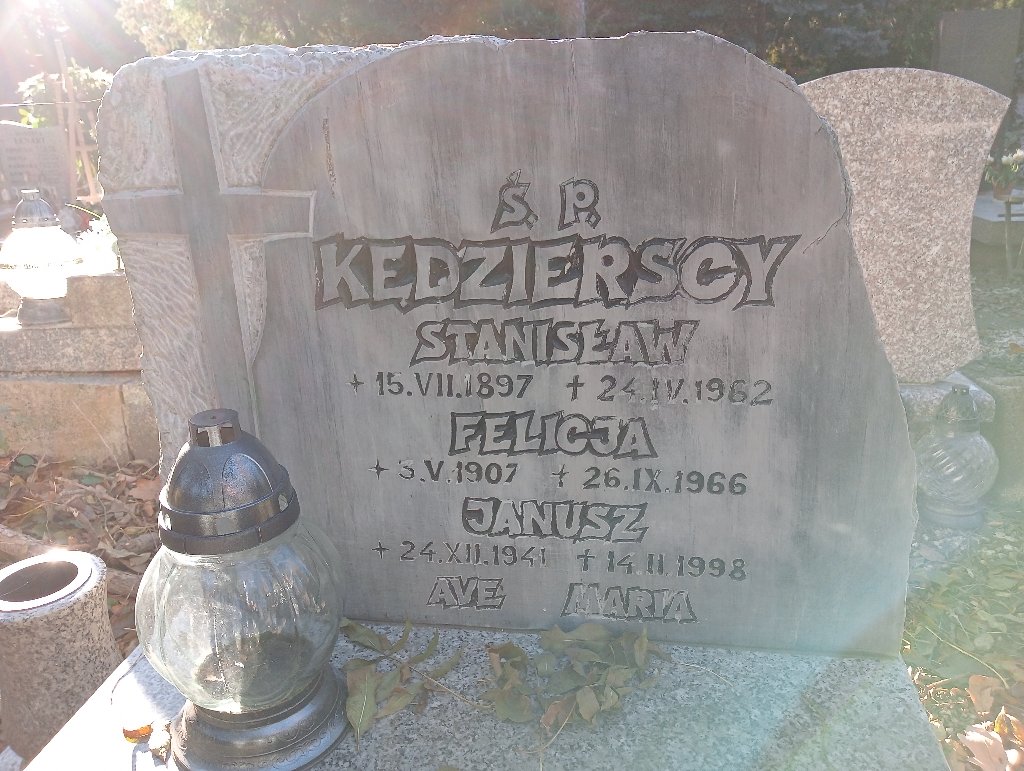 Ś. P.
KĘDZIERSCY
STANISŁAW
+ 15.VII.1897 + 24.IV.1962
FELICJA
+ 3.V.1907 + 26.IX.1966
JANUSZ
+ 24.XII.1941 + 14.II.1998
AVE MARIA